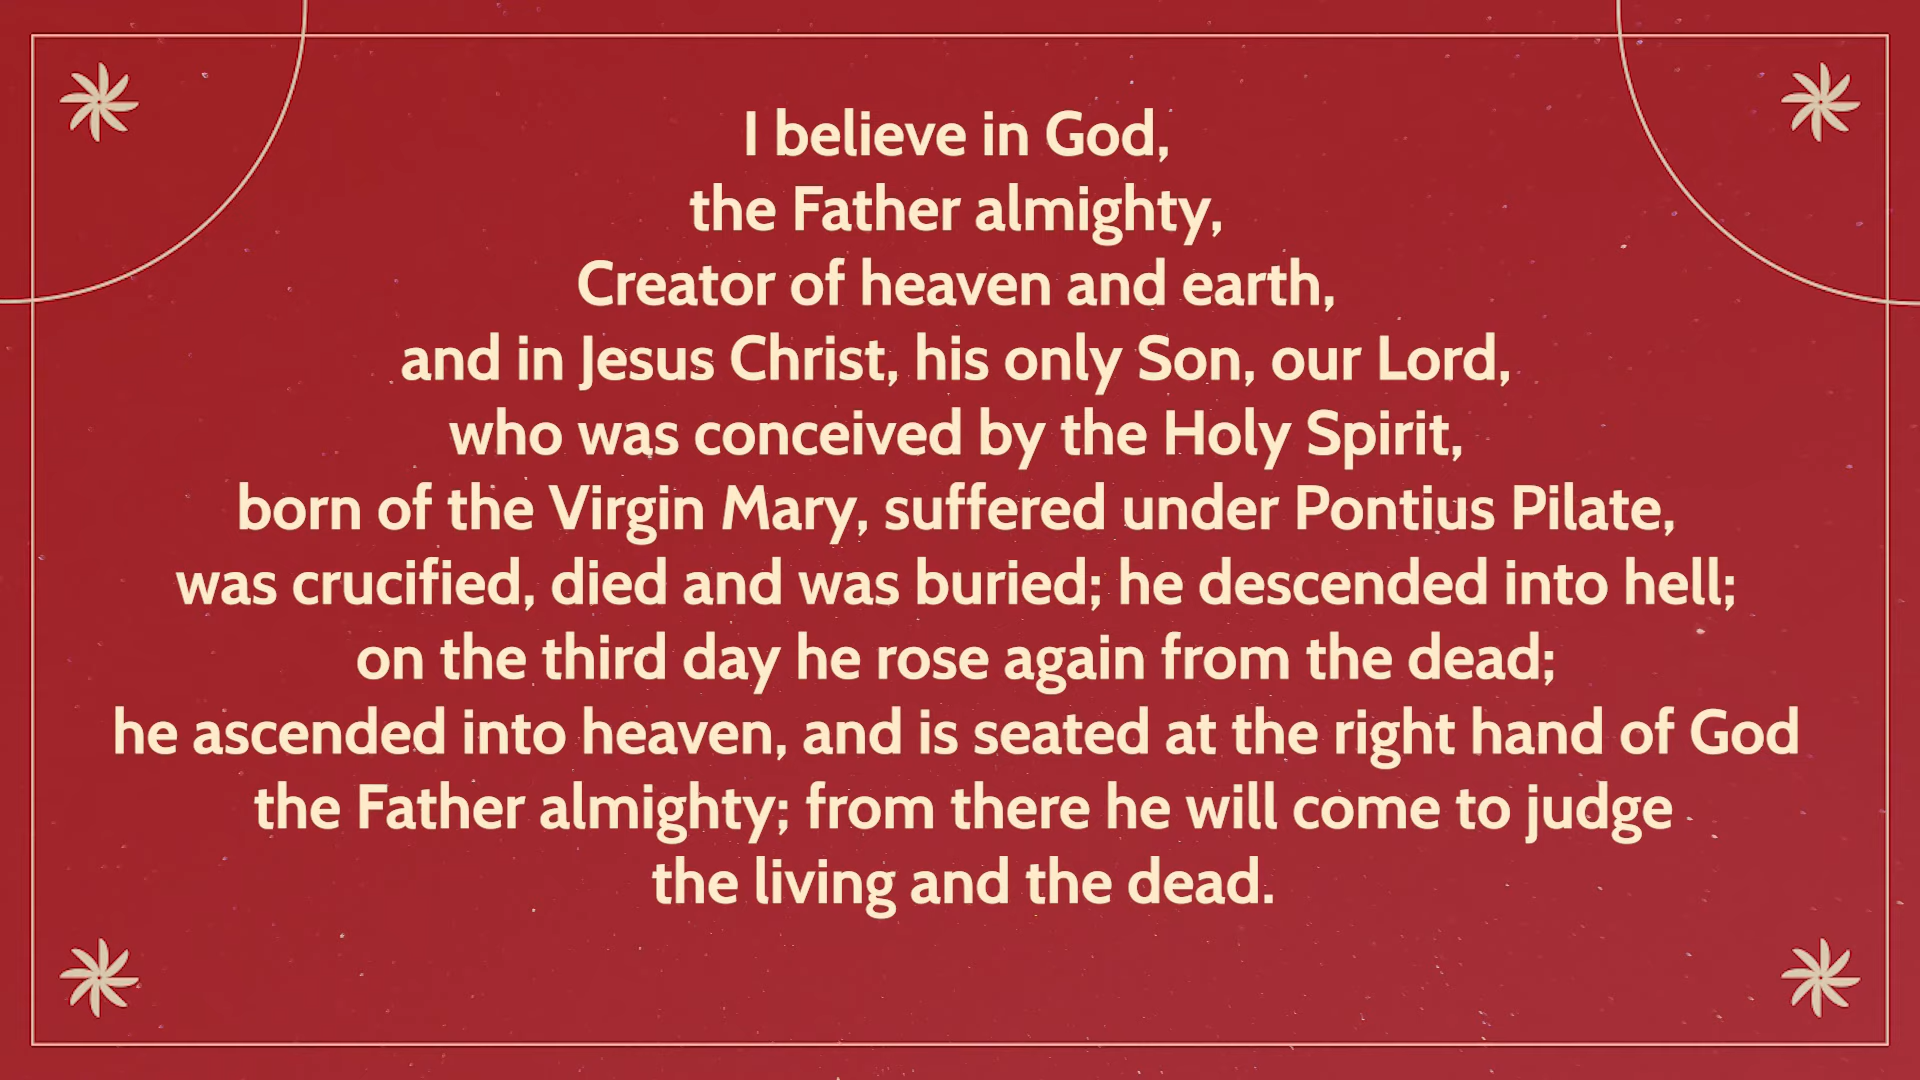 I believe in God,
the Father almighty,
Creator of heaven and earth,
and in Jesus Christ, his only Son, our Lord,
who was conceived by the Holy Spirit,
born of the Virgin Mary, suffered under Pontius Pilate,
was crucified, died and was buried; he descended into hell;
on the third day he rose again from the dead;
he ascended into heaven, and is seated at the right hand of God
the Father almighty; from there he will come to judge
the living and the dead.